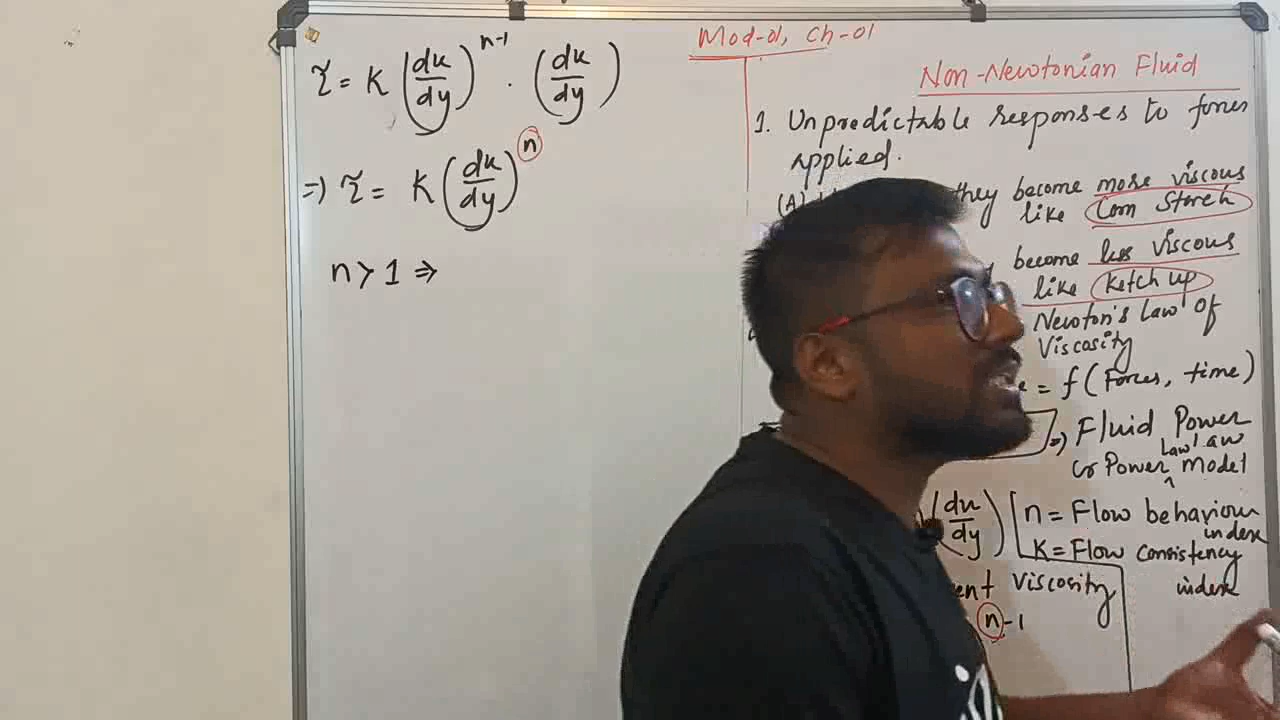 Mod-01, Ch-01
τ = K (du/dy)^n-1 . (du/dy)
=> τ = K (du/dy)^n
n > 1 =>
Non-Newtonian Fluid
1. Unpredictable responses to forces
applied.
(A) they become more viscous
like Corn Starch
become less viscous
like Ketch up
Newton's Law Of
Viscosity
= f (Forces, time)
=> Fluid Power
Law
or Power Law Model
(du/dy) n = Flow behaviour
index
K = Flow consistency
index
Viscosity
n-1